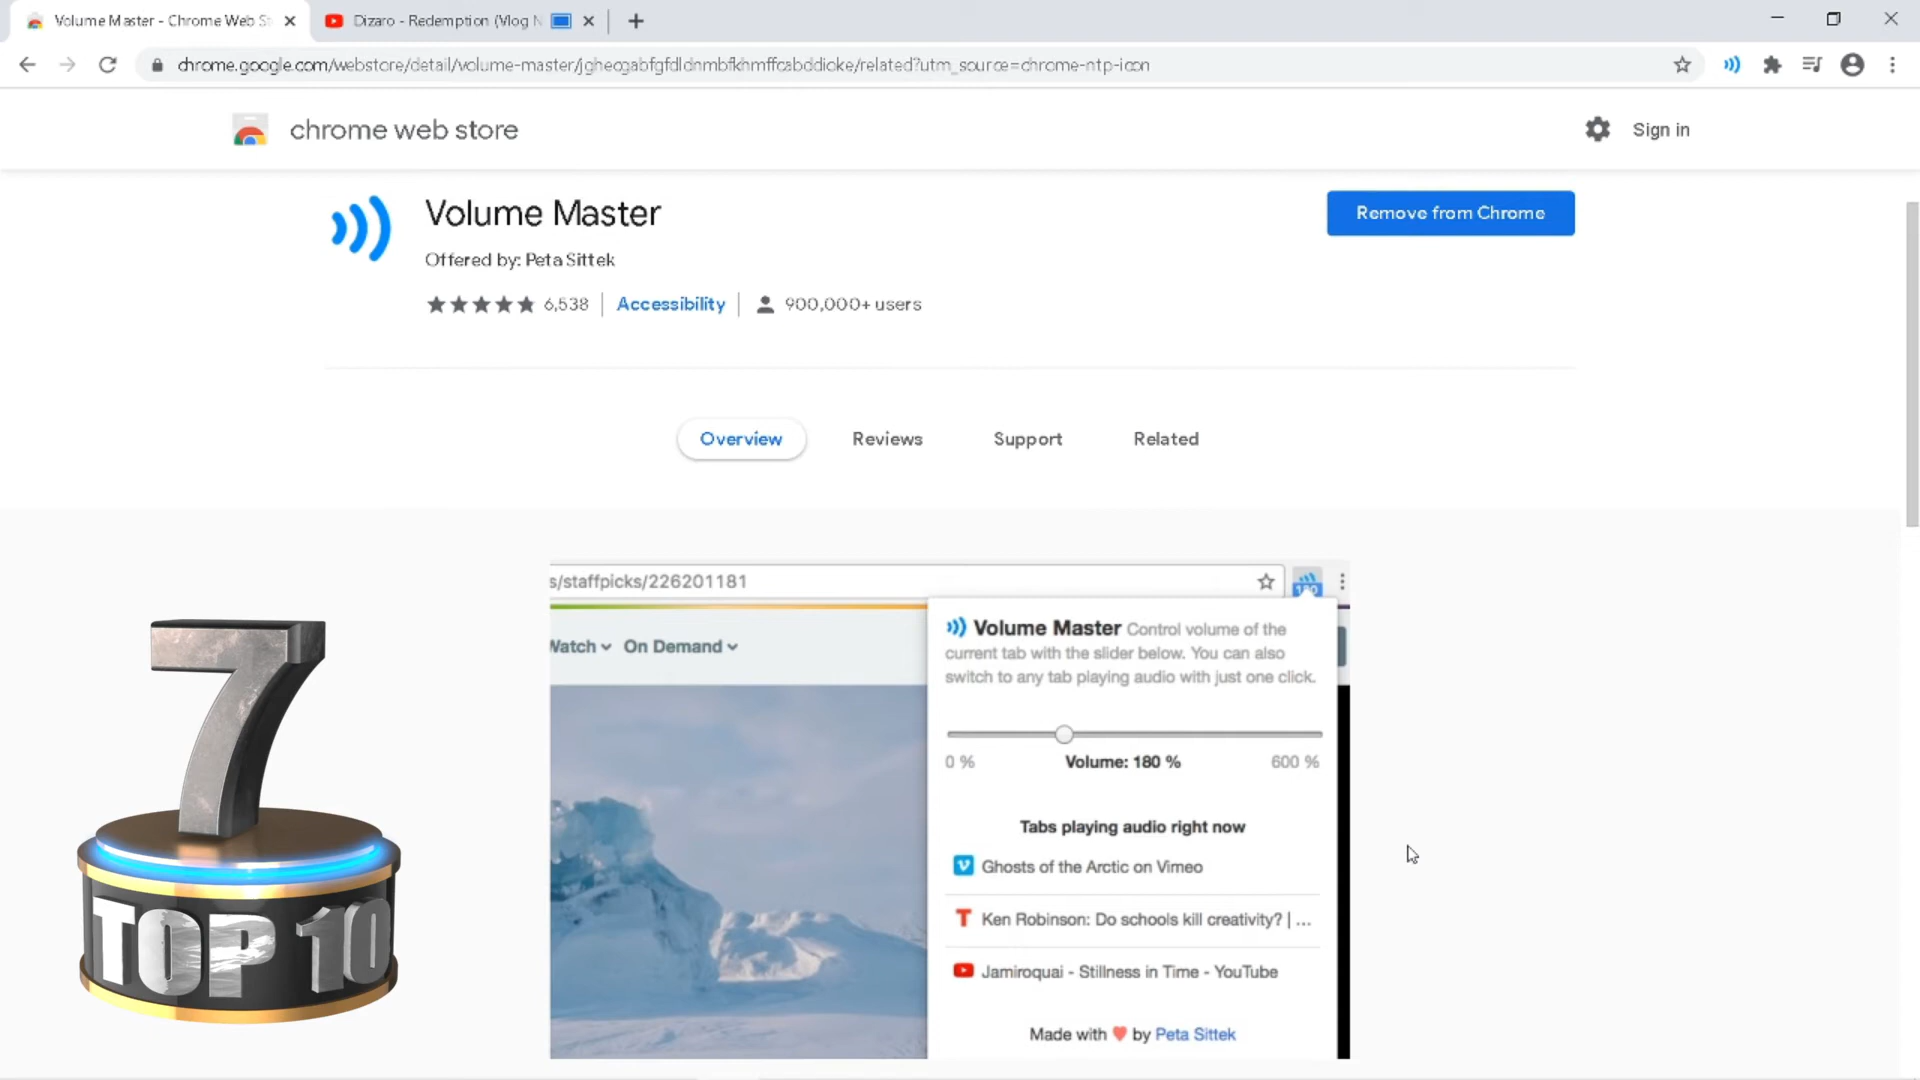 Volume Master - Chrome Web St
Dizaro - Redemption (Vlog N
chrome.google.com/webstore/detail/volume-master/jghecgabfgfdldnmbfkhmffcabddioke/related?utm_source=chrome-ntp-icon
chrome web store
Sign in
Volume Master
Remove from Chrome
Offered by: Peta Sittek
6,538
Accessibility
900,000+ users
Overview
Reviews
Support
Related
s/staffpicks/226201181
180
Watch
On Demand
Volume Master Control volume of the
current tab with the slider below. You can also
switch to any tab playing audio with just one click.
0 %
Volume: 180 %
600 %
Tabs playing audio right now
Ghosts of the Arctic on Vimeo
Ken Robinson: Do schools kill creativity? | ...
Jamiroquai - Stillness in Time - YouTube
Made with ♥ by Peta Sittek
7
TOP 10